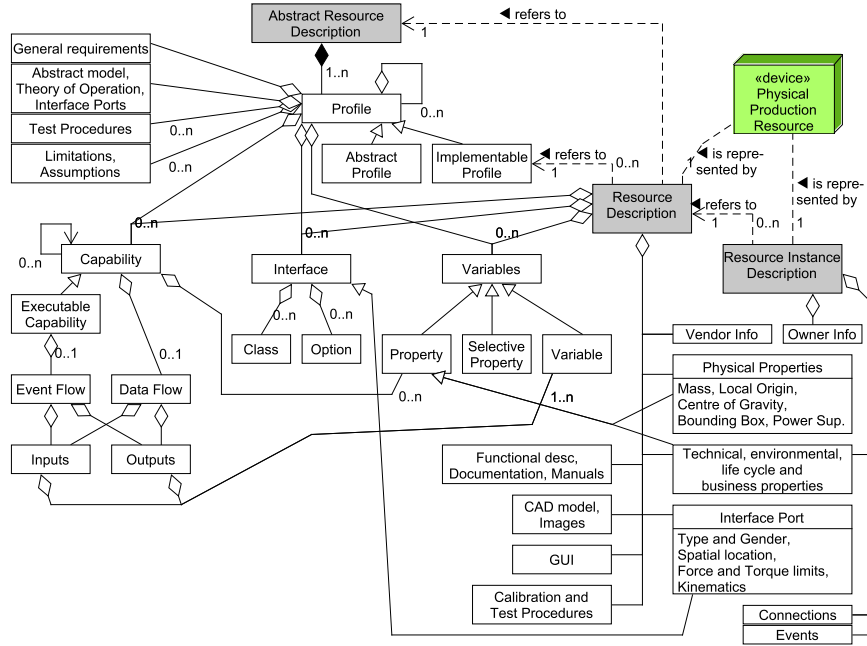 Abstract Resource
Description
◄ refers to
1
1..n
General requirements
Abstract model,
Theory of Operation,
Interface Ports
Test Procedures
0..n
Limitations,
Assumptions
0..n
Profile
0..n
Abstract
Profile
Implementable
Profile
◄ refers to
1
0..n
«device»
Physical
Production
Resource
1
◄ is repre-
sented by
◄ is repre-
sented by
1
Resource
Description
◄ refers to
1
0..n
Resource Instance
Description
0..n
0..n
0..n
0..n
Capability
Interface
Variables
Executable
Capability
0..1
0..1
0..n
0..n
Class
Option
Property
Selective
Property
Variable
0..n
1..n
Event Flow
Data Flow
Inputs
Outputs
Vendor Info
Owner Info
Physical Properties
Mass, Local Origin,
Centre of Gravity,
Bounding Box, Power Sup.
Functional desc,
Documentation, Manuals
Technical, environmental,
life cycle and
business properties
CAD model,
Images
GUI
Calibration and
Test Procedures
Interface Port
Type and Gender,
Spatial location,
Force and Torque limits,
Kinematics
Connections
Events